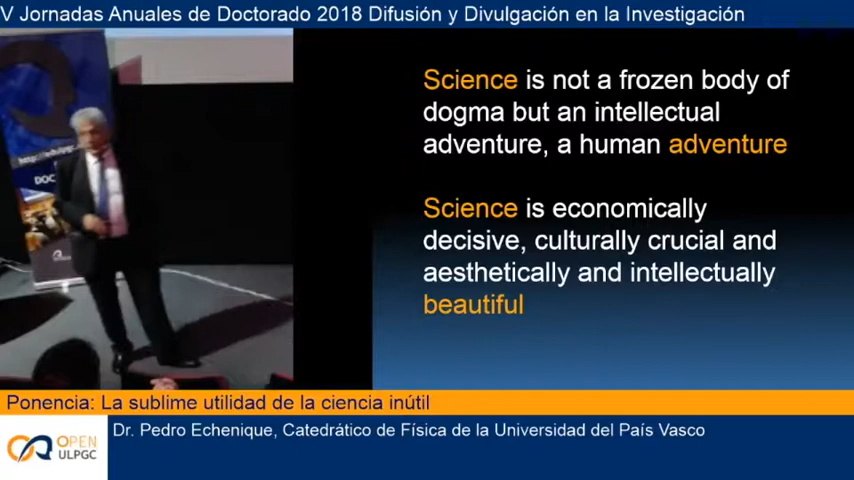 V Jornadas Anuales de Doctorado 2018 Difusión y Divulgación en la Investigación
Science is not a frozen body of
dogma but an intellectual
adventure, a human adventure
Science is economically
decisive, culturally crucial and
aesthetically and intellectually
beautiful
DOC
Ponencia: La sublime utilidad de la ciencia inútil
Dr. Pedro Echenique, Catedrático de Física de la Universidad del País Vasco
OPEN
ULPGC